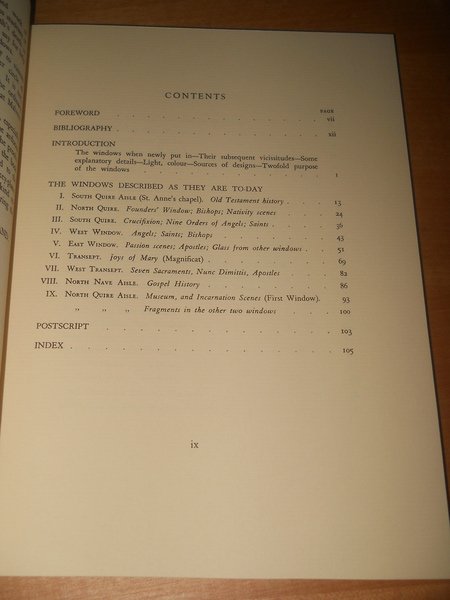 CONTENTS
PAGE
FOREWORD . . . . . . . . . . . vii
BIBLIOGRAPHY . . . . . . . . . . . xii
INTRODUCTION
The windows when newly put in—Their subsequent vicissitudes—Some
explanatory details—Light, colour—Sources of designs—Twofold purpose
of the windows . . . . . . . . . . 1
THE WINDOWS DESCRIBED AS THEY ARE TO-DAY
I. South Quire Aisle (St. Anne's chapel). Old Testament history . . . 13
II. North Quire. Founders' Window; Bishops; Nativity scenes . . . 24
III. South Quire. Crucifixion; Nine Orders of Angels; Saints . . . 36
IV. West Window. Angels; Saints; Bishops . . . . . 43
V. East Window. Passion scenes; Apostles; Glass from other windows . . 51
VI. Transept. Joys of Mary (Magnificat) . . . . . 69
VII. West Transept. Seven Sacraments, Nunc Dimittis, Apostles . . . 82
VIII. North Nave Aisle. Gospel History . . . . . 86
IX. North Quire Aisle. Museum, and Incarnation Scenes (First Window). 93
„ „ „ Fragments in the other two windows . . . . 100
POSTSCRIPT . . . . . . . . . . . 103
INDEX . . . . . . . . . . . 105
ix